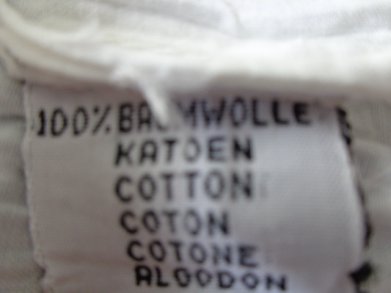 100% BAUMWOLLE
KATOEN
COTTON
COTON
COTONE
ALGODON